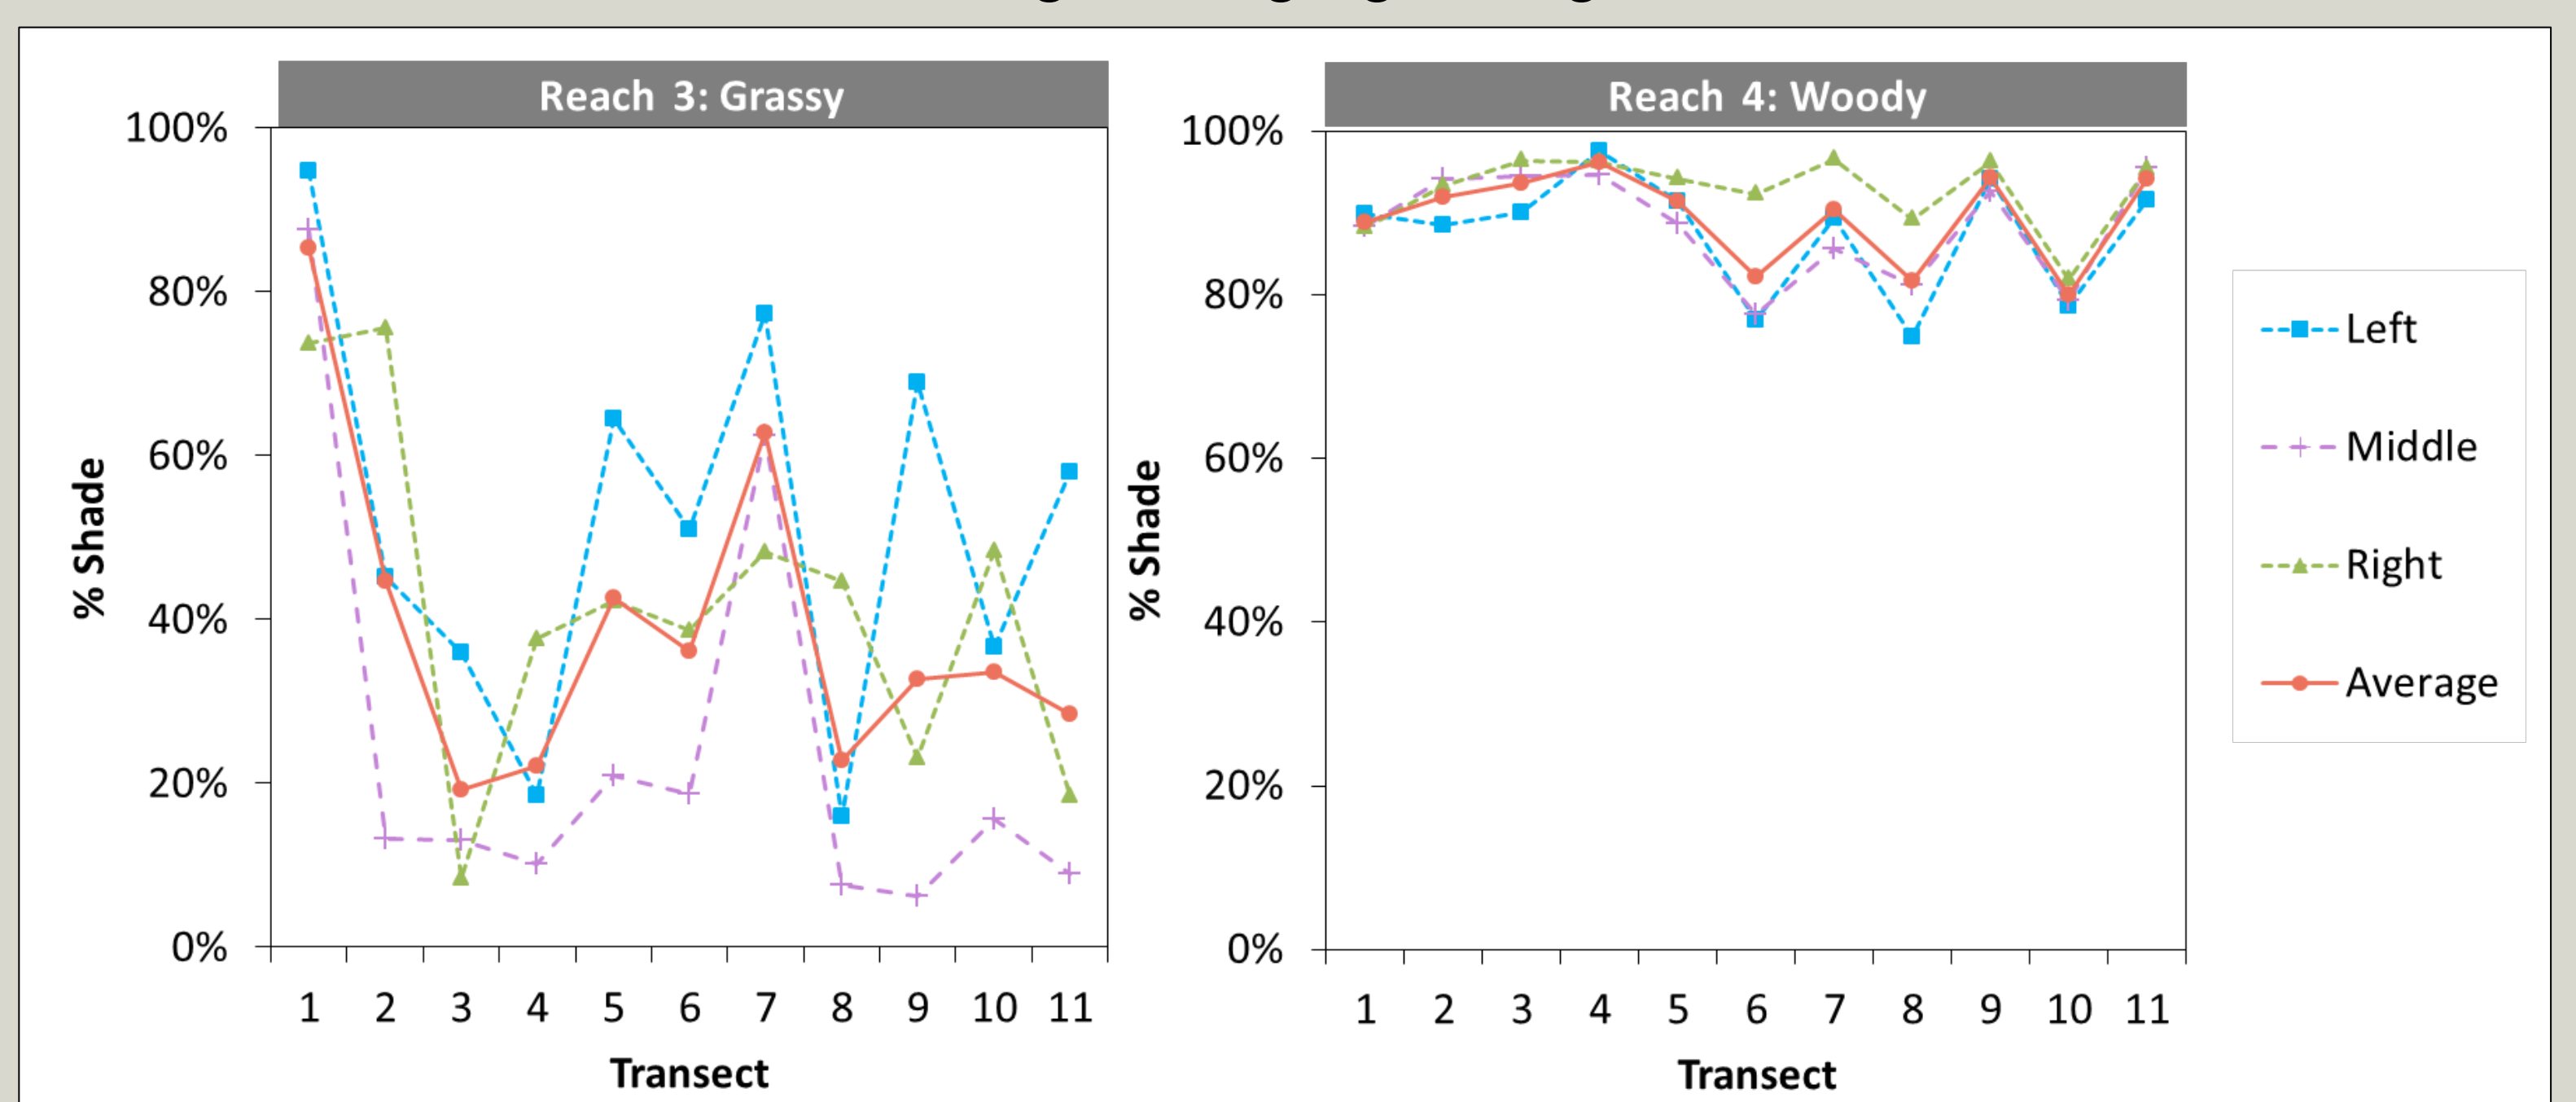 Reach 3: Grassy
100%
80%
60%
40%
20%
0%
% Shade
1 2 3 4 5 6 7 8 9 10 11
Transect
Reach 4: Woody
100%
80%
60%
40%
20%
0%
% Shade
1 2 3 4 5 6 7 8 9 10 11
Transect
Left
Middle
Right
Average